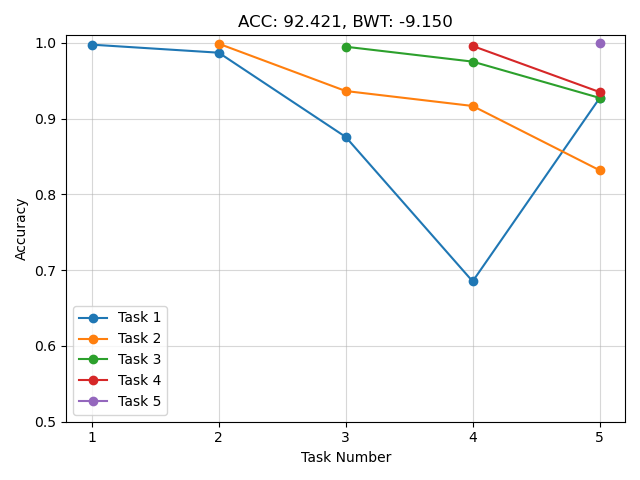 ACC: 92.421, BWT: -9.150
1.0
0.9
0.8
0.7
0.6
0.5
Accuracy
Task 1
Task 2
Task 3
Task 4
Task 5
1 2 3 4 5
Task Number